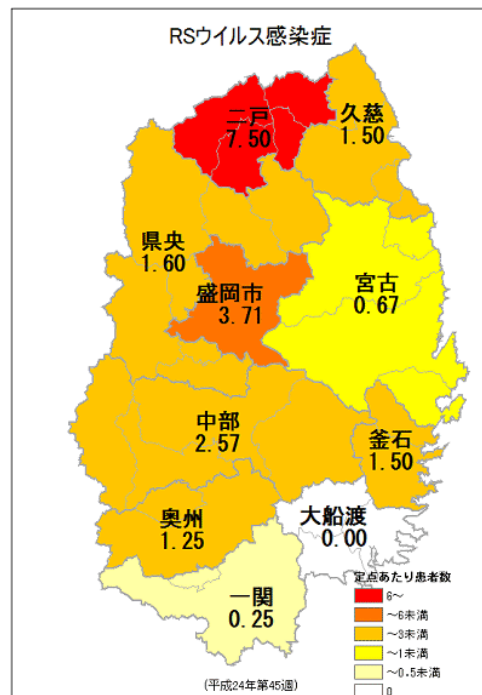 RSウイルス感染症
二戸
7.50
久慈
1.50
県央
1.60
盛岡市
3.71
宮古
0.67
中部
2.57
釜石
1.50
奥州
1.25
大船渡
0.00
一関
0.25
定点あたり患者数
6～
～6未満
～3未満
～1未満
～0.5未満
0
(平成24年第45週)